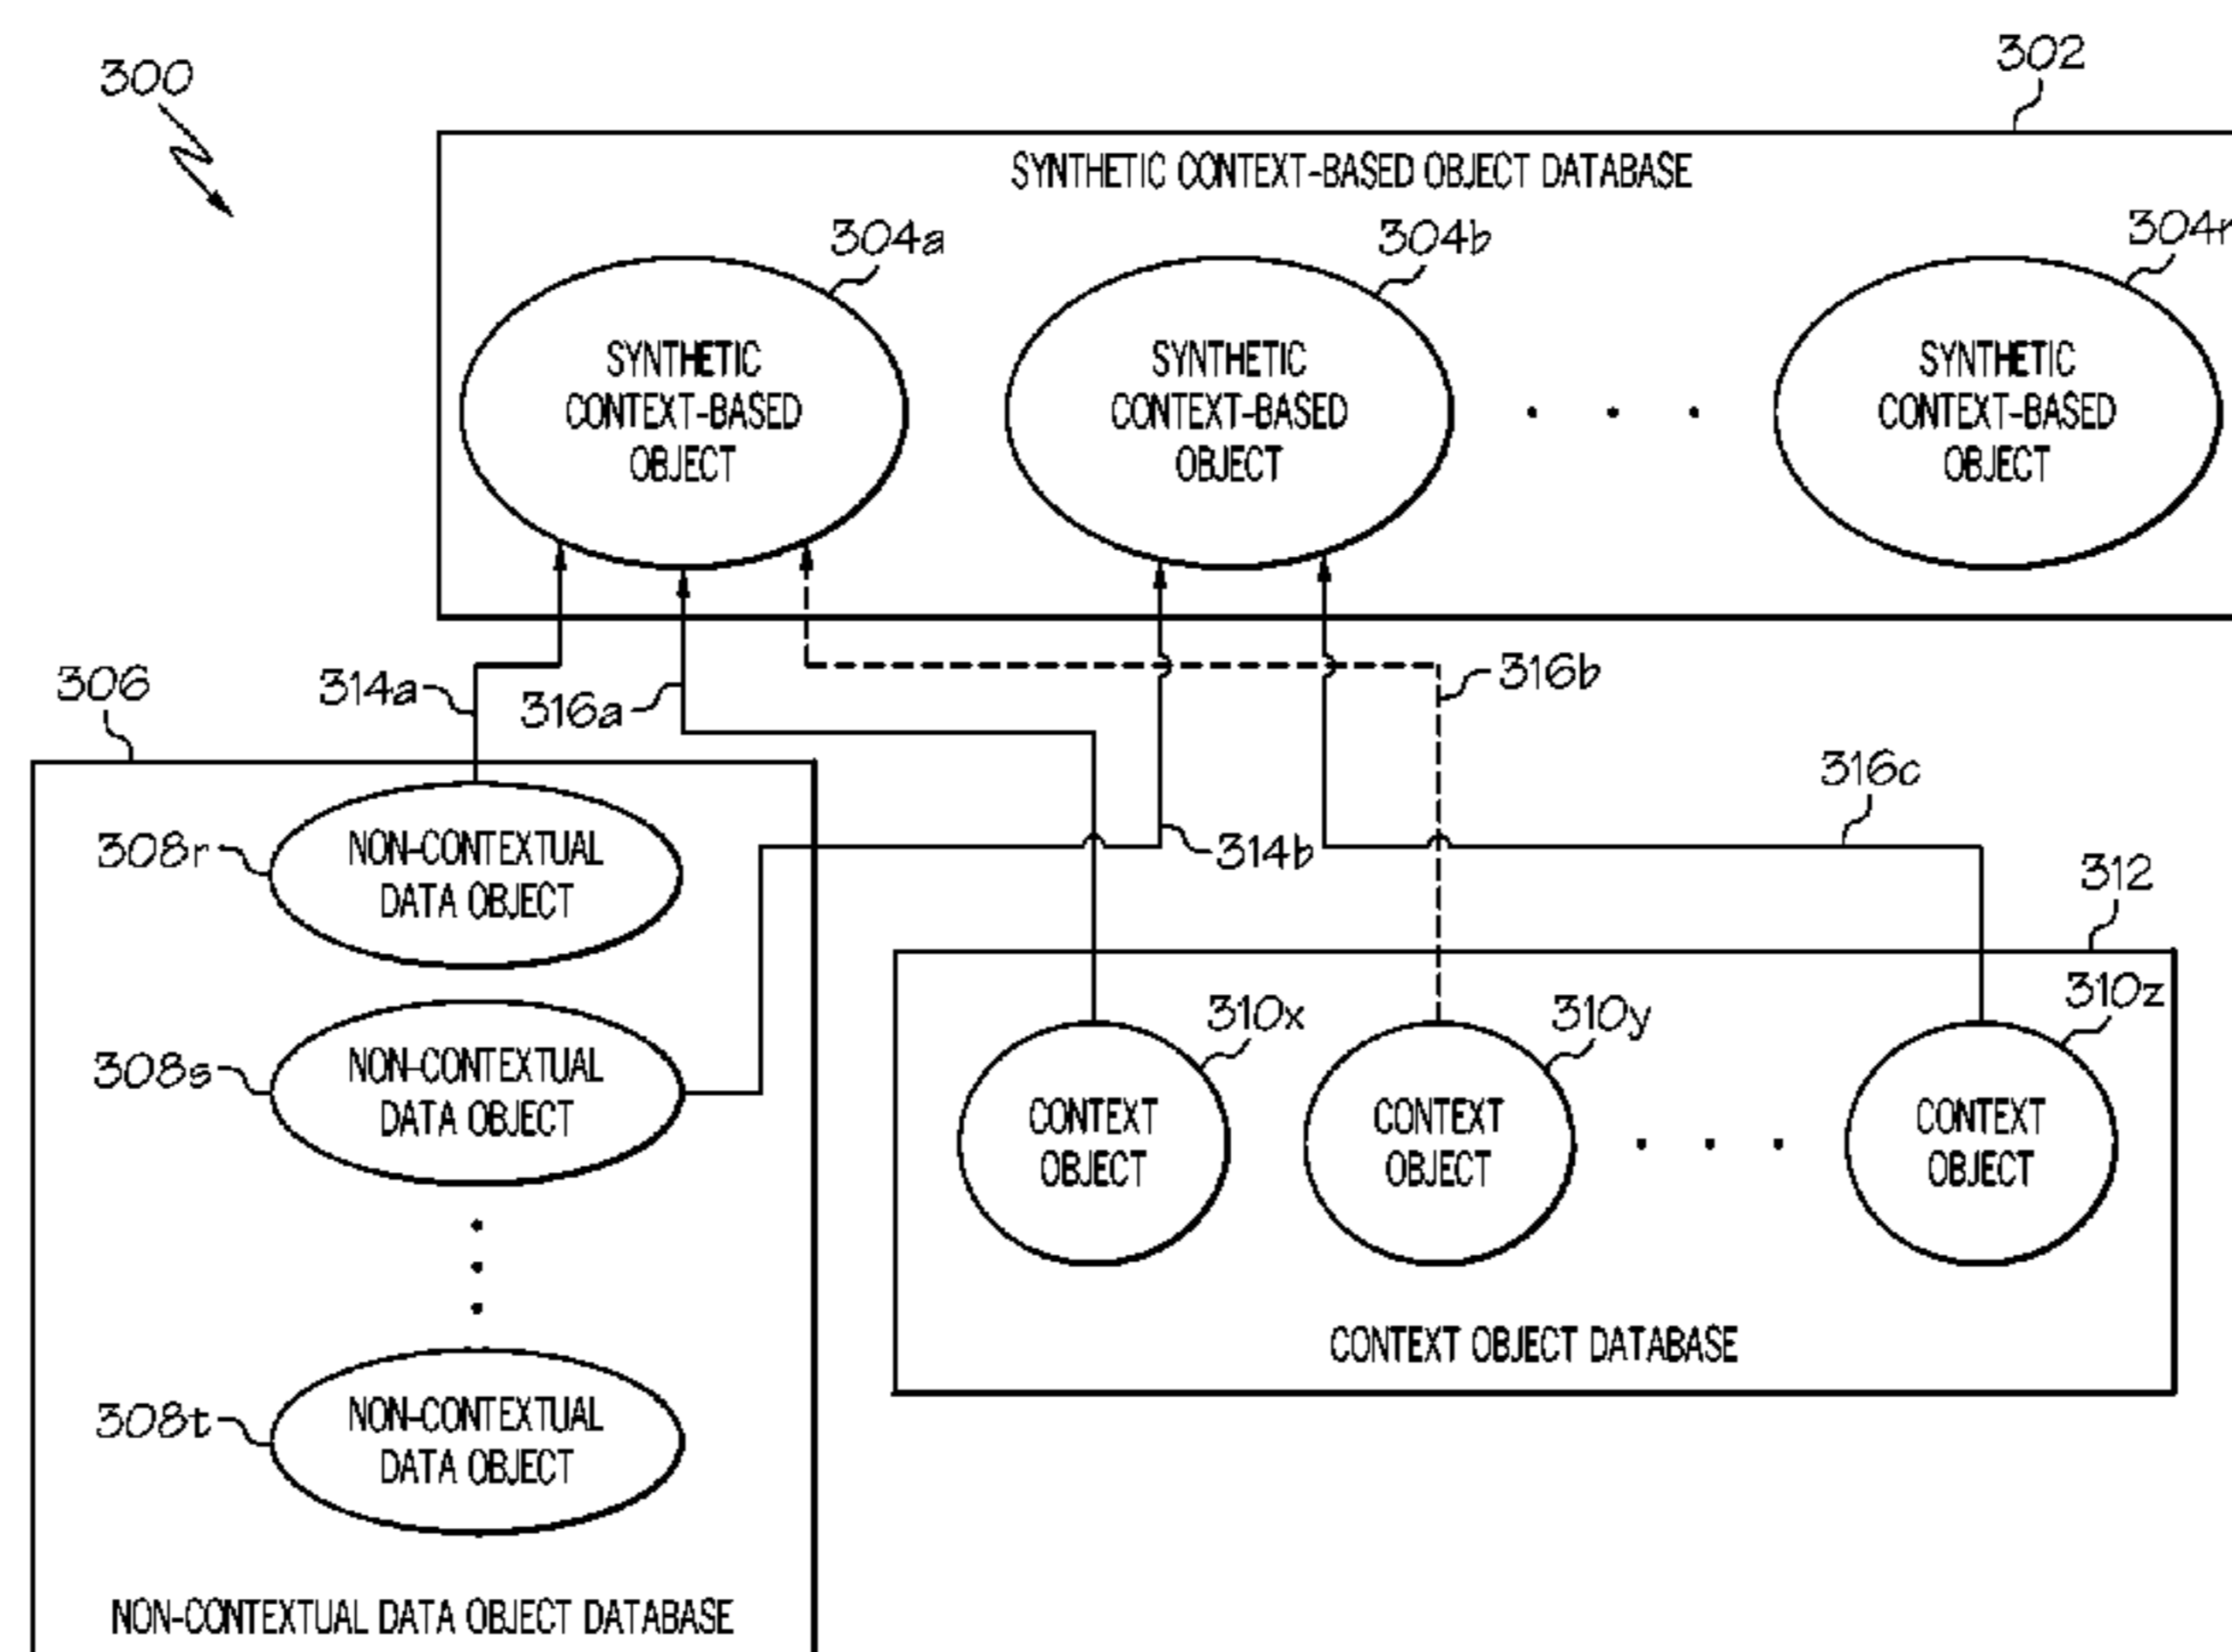 300
302
SYNTHETIC CONTEXT-BASED OBJECT DATABASE
304a
304b
SYNTHETIC
CONTEXT-BASED
OBJECT
SYNTHETIC
CONTEXT-BASED
OBJECT
SYNTHETIC
CONTEXT-BASED
OBJECT
306
314a
316a
316b
314b
316c
312
308r
NON-CONTEXTUAL
DATA OBJECT
308s
NON-CONTEXTUAL
DATA OBJECT
308t
NON-CONTEXTUAL
DATA OBJECT
NON-CONTEXTUAL DATA OBJECT DATABASE
310x
310y
310z
CONTEXT
OBJECT
CONTEXT
OBJECT
CONTEXT
OBJECT
CONTEXT OBJECT DATABASE